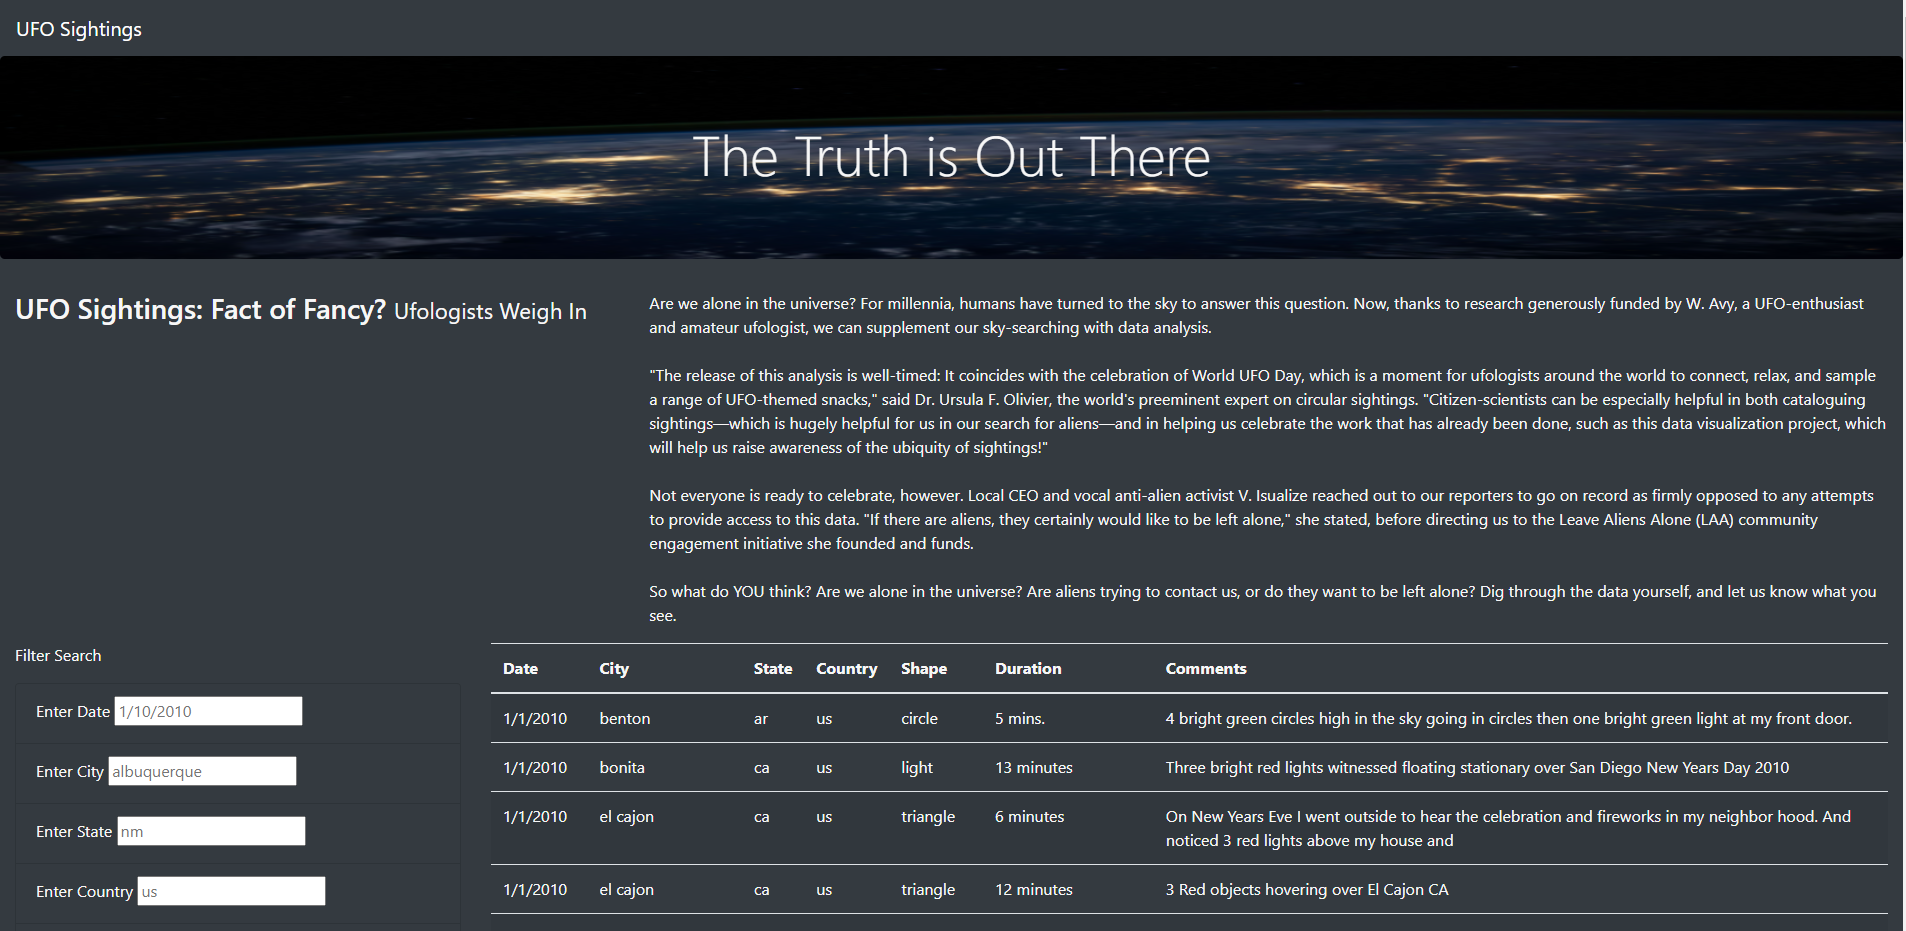 UFO Sightings
The Truth is Out There
UFO Sightings: Fact of Fancy? Ufologists Weigh In
Are we alone in the universe? For millennia, humans have turned to the sky to answer this question. Now, thanks to research generously funded by W. Avy, a UFO-enthusiast
and amateur ufologist, we can supplement our sky-searching with data analysis.
"The release of this analysis is well-timed: It coincides with the celebration of World UFO Day, which is a moment for ufologists around the world to connect, relax, and sample
a range of UFO-themed snacks," said Dr. Ursula F. Olivier, the world's preeminent expert on circular sightings. "Citizen-scientists can be especially helpful in both cataloguing
sightings—which is hugely helpful for us in our search for aliens—and in helping us celebrate the work that has already been done, such as this data visualization project, which
will help us raise awareness of the ubiquity of sightings!"
Not everyone is ready to celebrate, however. Local CEO and vocal anti-alien activist V. Isualize reached out to our reporters to go on record as firmly opposed to any attempts
to provide access to this data. "If there are aliens, they certainly would like to be left alone," she stated, before directing us to the Leave Aliens Alone (LAA) community
engagement initiative she founded and funds.
So what do YOU think? Are we alone in the universe? Are aliens trying to contact us, or do they want to be left alone? Dig through the data yourself, and let us know what you
see.
Filter Search
Enter Date 1/10/2010
Enter City albuquerque
Enter State nm
Enter Country us
Date City State Country Shape Duration Comments
1/1/2010 benton ar us circle 5 mins. 4 bright green circles high in the sky going in circles then one bright green light at my front door.
1/1/2010 bonita ca us light 13 minutes Three bright red lights witnessed floating stationary over San Diego New Years Day 2010
1/1/2010 el cajon ca us triangle 6 minutes On New Years Eve I went outside to hear the celebration and fireworks in my neighbor hood. And
noticed 3 red lights above my house and
1/1/2010 el cajon ca us triangle 12 minutes 3 Red objects hovering over El Cajon CA